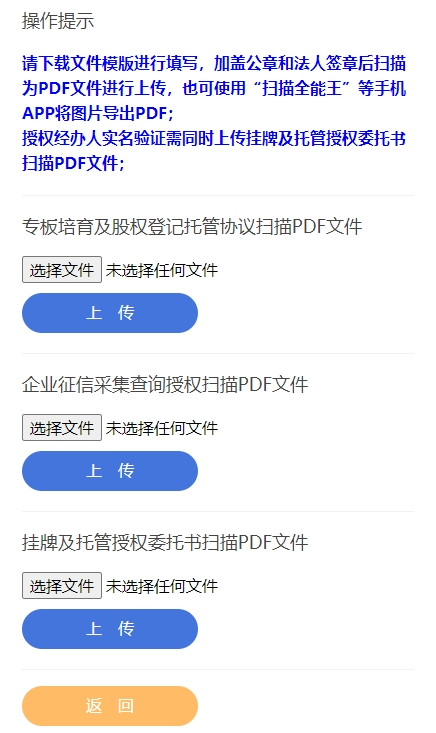 操作提示
请下载文件模版进行填写，加盖公章和法人签章后扫描
为PDF文件进行上传，也可使用“扫描全能王”等手机
APP将图片导出PDF；
授权经办人实名验证需同时上传挂牌及托管授权委托书
扫描PDF文件；
专板培育及股权登记托管协议扫描PDF文件
选择文件 未选择任何文件
上 传
企业征信采集查询授权扫描PDF文件
选择文件 未选择任何文件
上 传
挂牌及托管授权委托书扫描PDF文件
选择文件 未选择任何文件
上 传
返 回